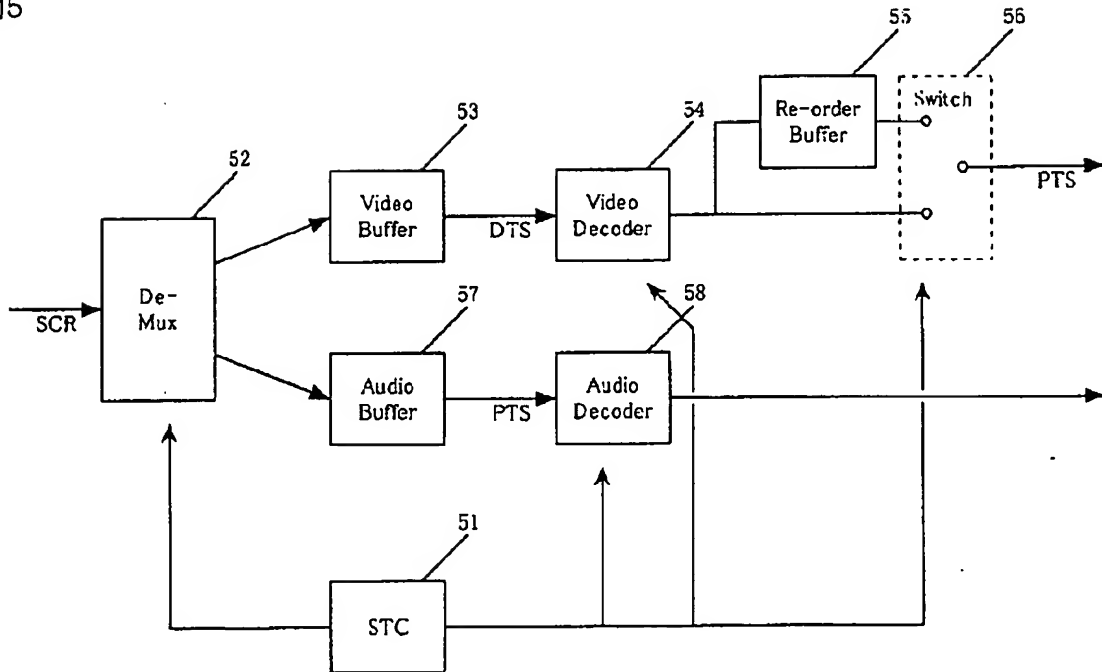 55
56
53
54
Re-order
Buffer
Switch
52
Video
Buffer
DTS
Video
Decoder
PTS
De-
Mux
SCR
57
58
Audio
Buffer
PTS
Audio
Decoder
51
STC